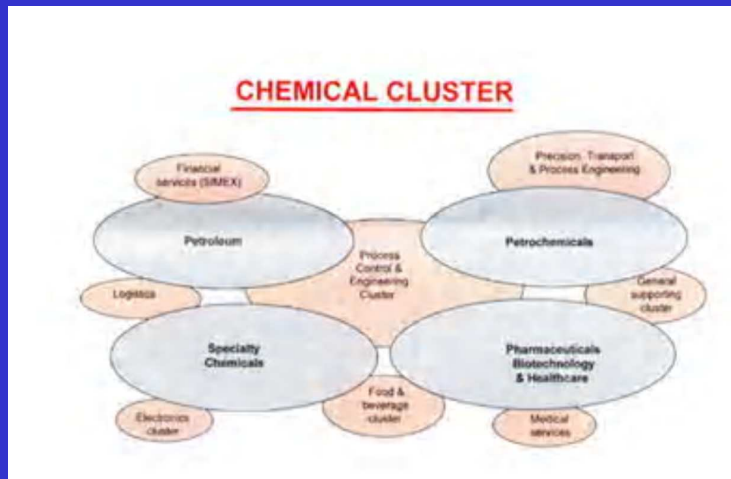 CHEMICAL CLUSTER
Financial
services (SIMEX)
Precision, Transport
& Process Engineering
Petroleum
Petrochemicals
Process
Control &
Engineering
Cluster
Logistics
General
supporting
cluster
Specialty
Chemicals
Pharmaceuticals
Biotechnology
& Healthcare
Electronics
cluster
Food &
beverage
cluster
Medical
services